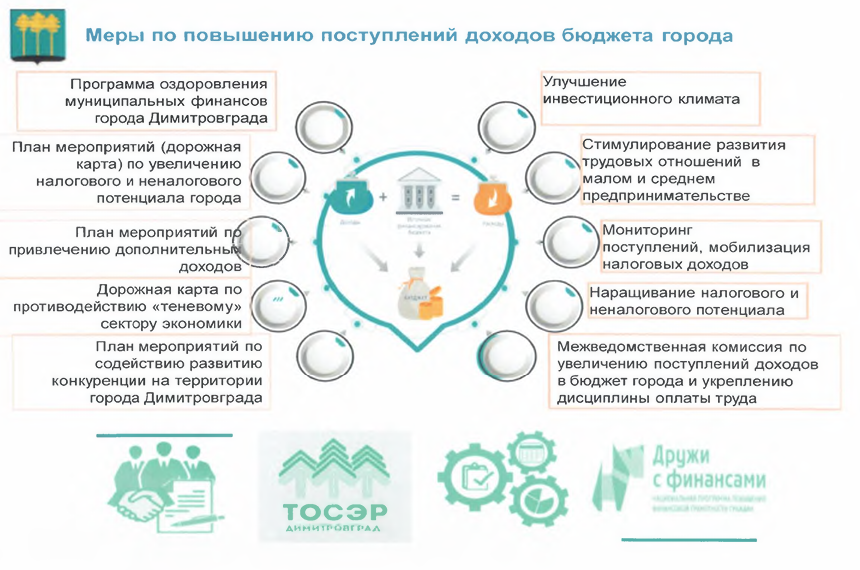 Меры по повышению поступлений доходов бюджета города
Программа оздоровления
муниципальных финансов
города Димитровграда
План мероприятий (дорожная
карта) по увеличению
налогового и неналогового
потенциала города
План мероприятий по
привлечению дополнительных
доходов
Дорожная карта по
противодействию «теневому»
сектору экономики
План мероприятий по
содействию развитию
конкуренции на территории
города Димитровграда
+
=
БЮДЖЕТ
Улучшение
инвестиционного климата
Стимулирование развития
трудовых отношений в
малом и среднем
предпринимательстве
Мониторинг
поступлений, мобилизация
налоговых доходов
Наращивание налогового и
неналогового потенциала
Межведомственная комиссия по
увеличению поступлений доходов
в бюджет города и укреплению
дисциплины оплаты труда
ТОСЭР
ДИМИТРОВГРАД
Дружи
с финансами